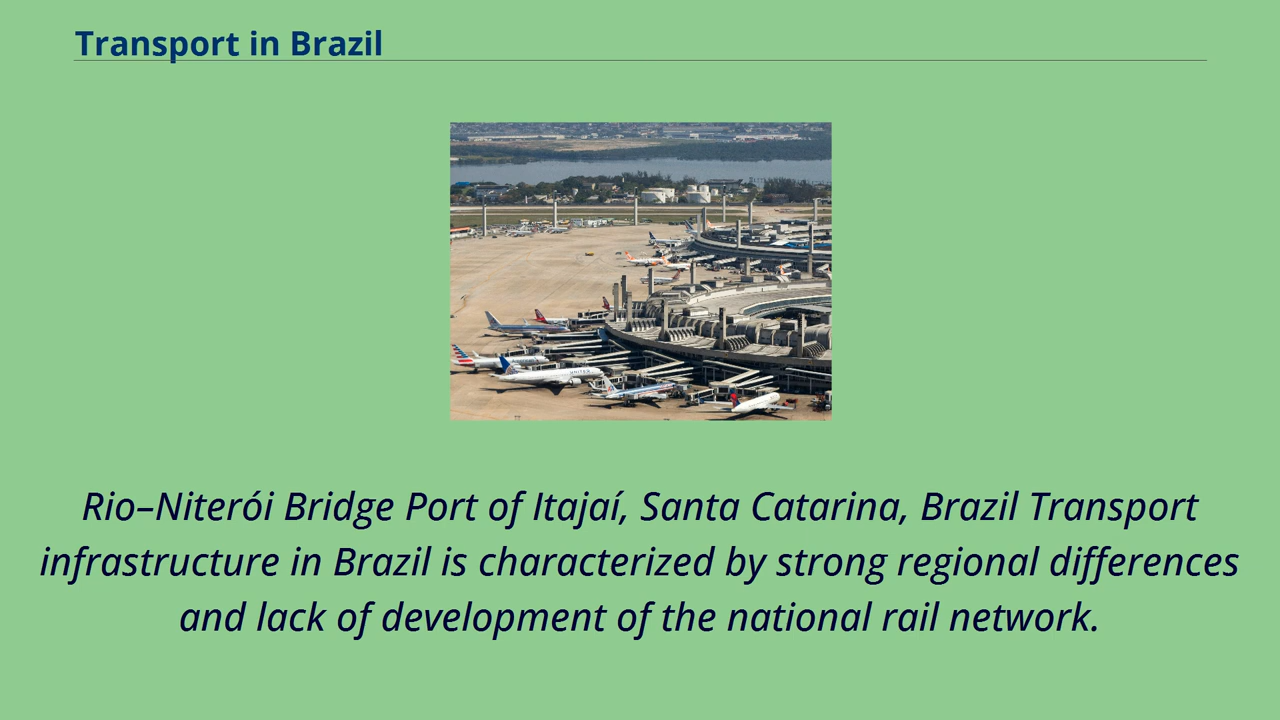 Transport in Brazil
Rio–Niterói Bridge Port of Itajaí, Santa Catarina, Brazil Transport
infrastructure in Brazil is characterized by strong regional differences
and lack of development of the national rail network.